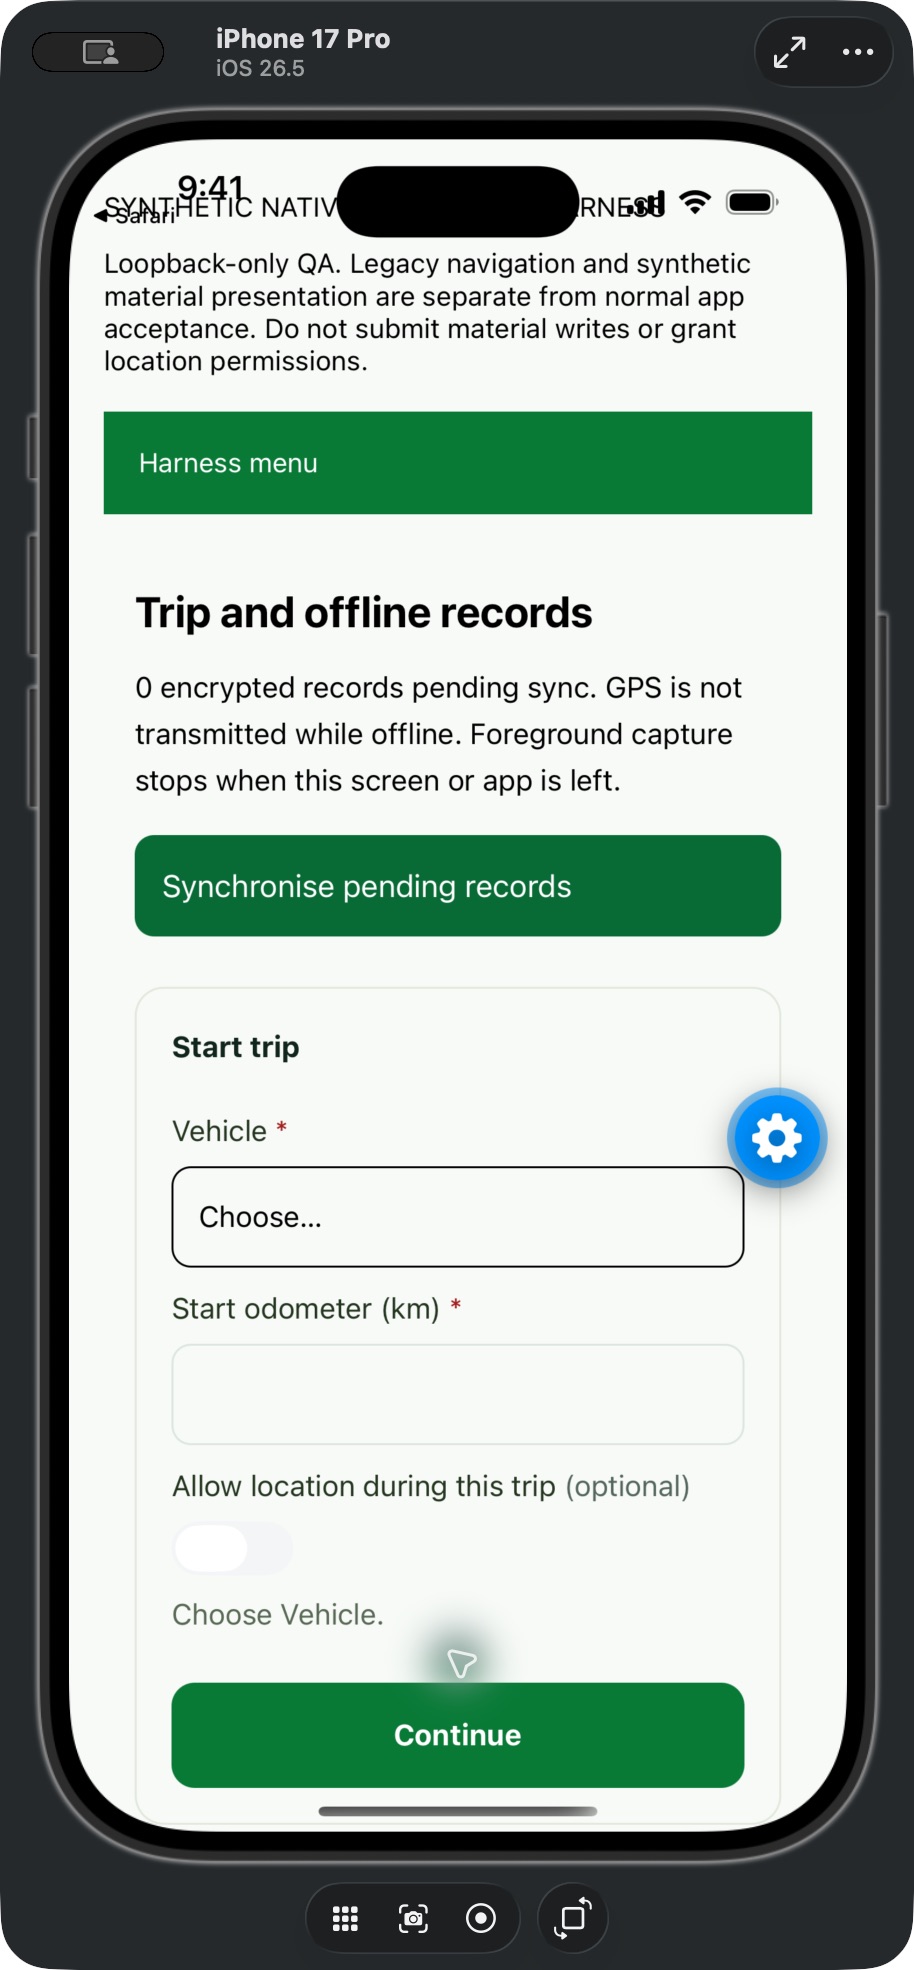 iPhone 17 Pro
iOS 26.5
9:41
Safari
SYNTHETIC
Loopback-only QA. Legacy navigation and synthetic
material presentation are separate from normal app
acceptance. Do not submit material writes or grant
location permissions.
Harness menu
Trip and offline records
0 encrypted records pending sync. GPS is not
transmitted while offline. Foreground capture
stops when this screen or app is left.
Synchronise pending records
Start trip
Vehicle *
Choose...
Start odometer (km) *
Allow location during this trip (optional)
Choose Vehicle.
Continue